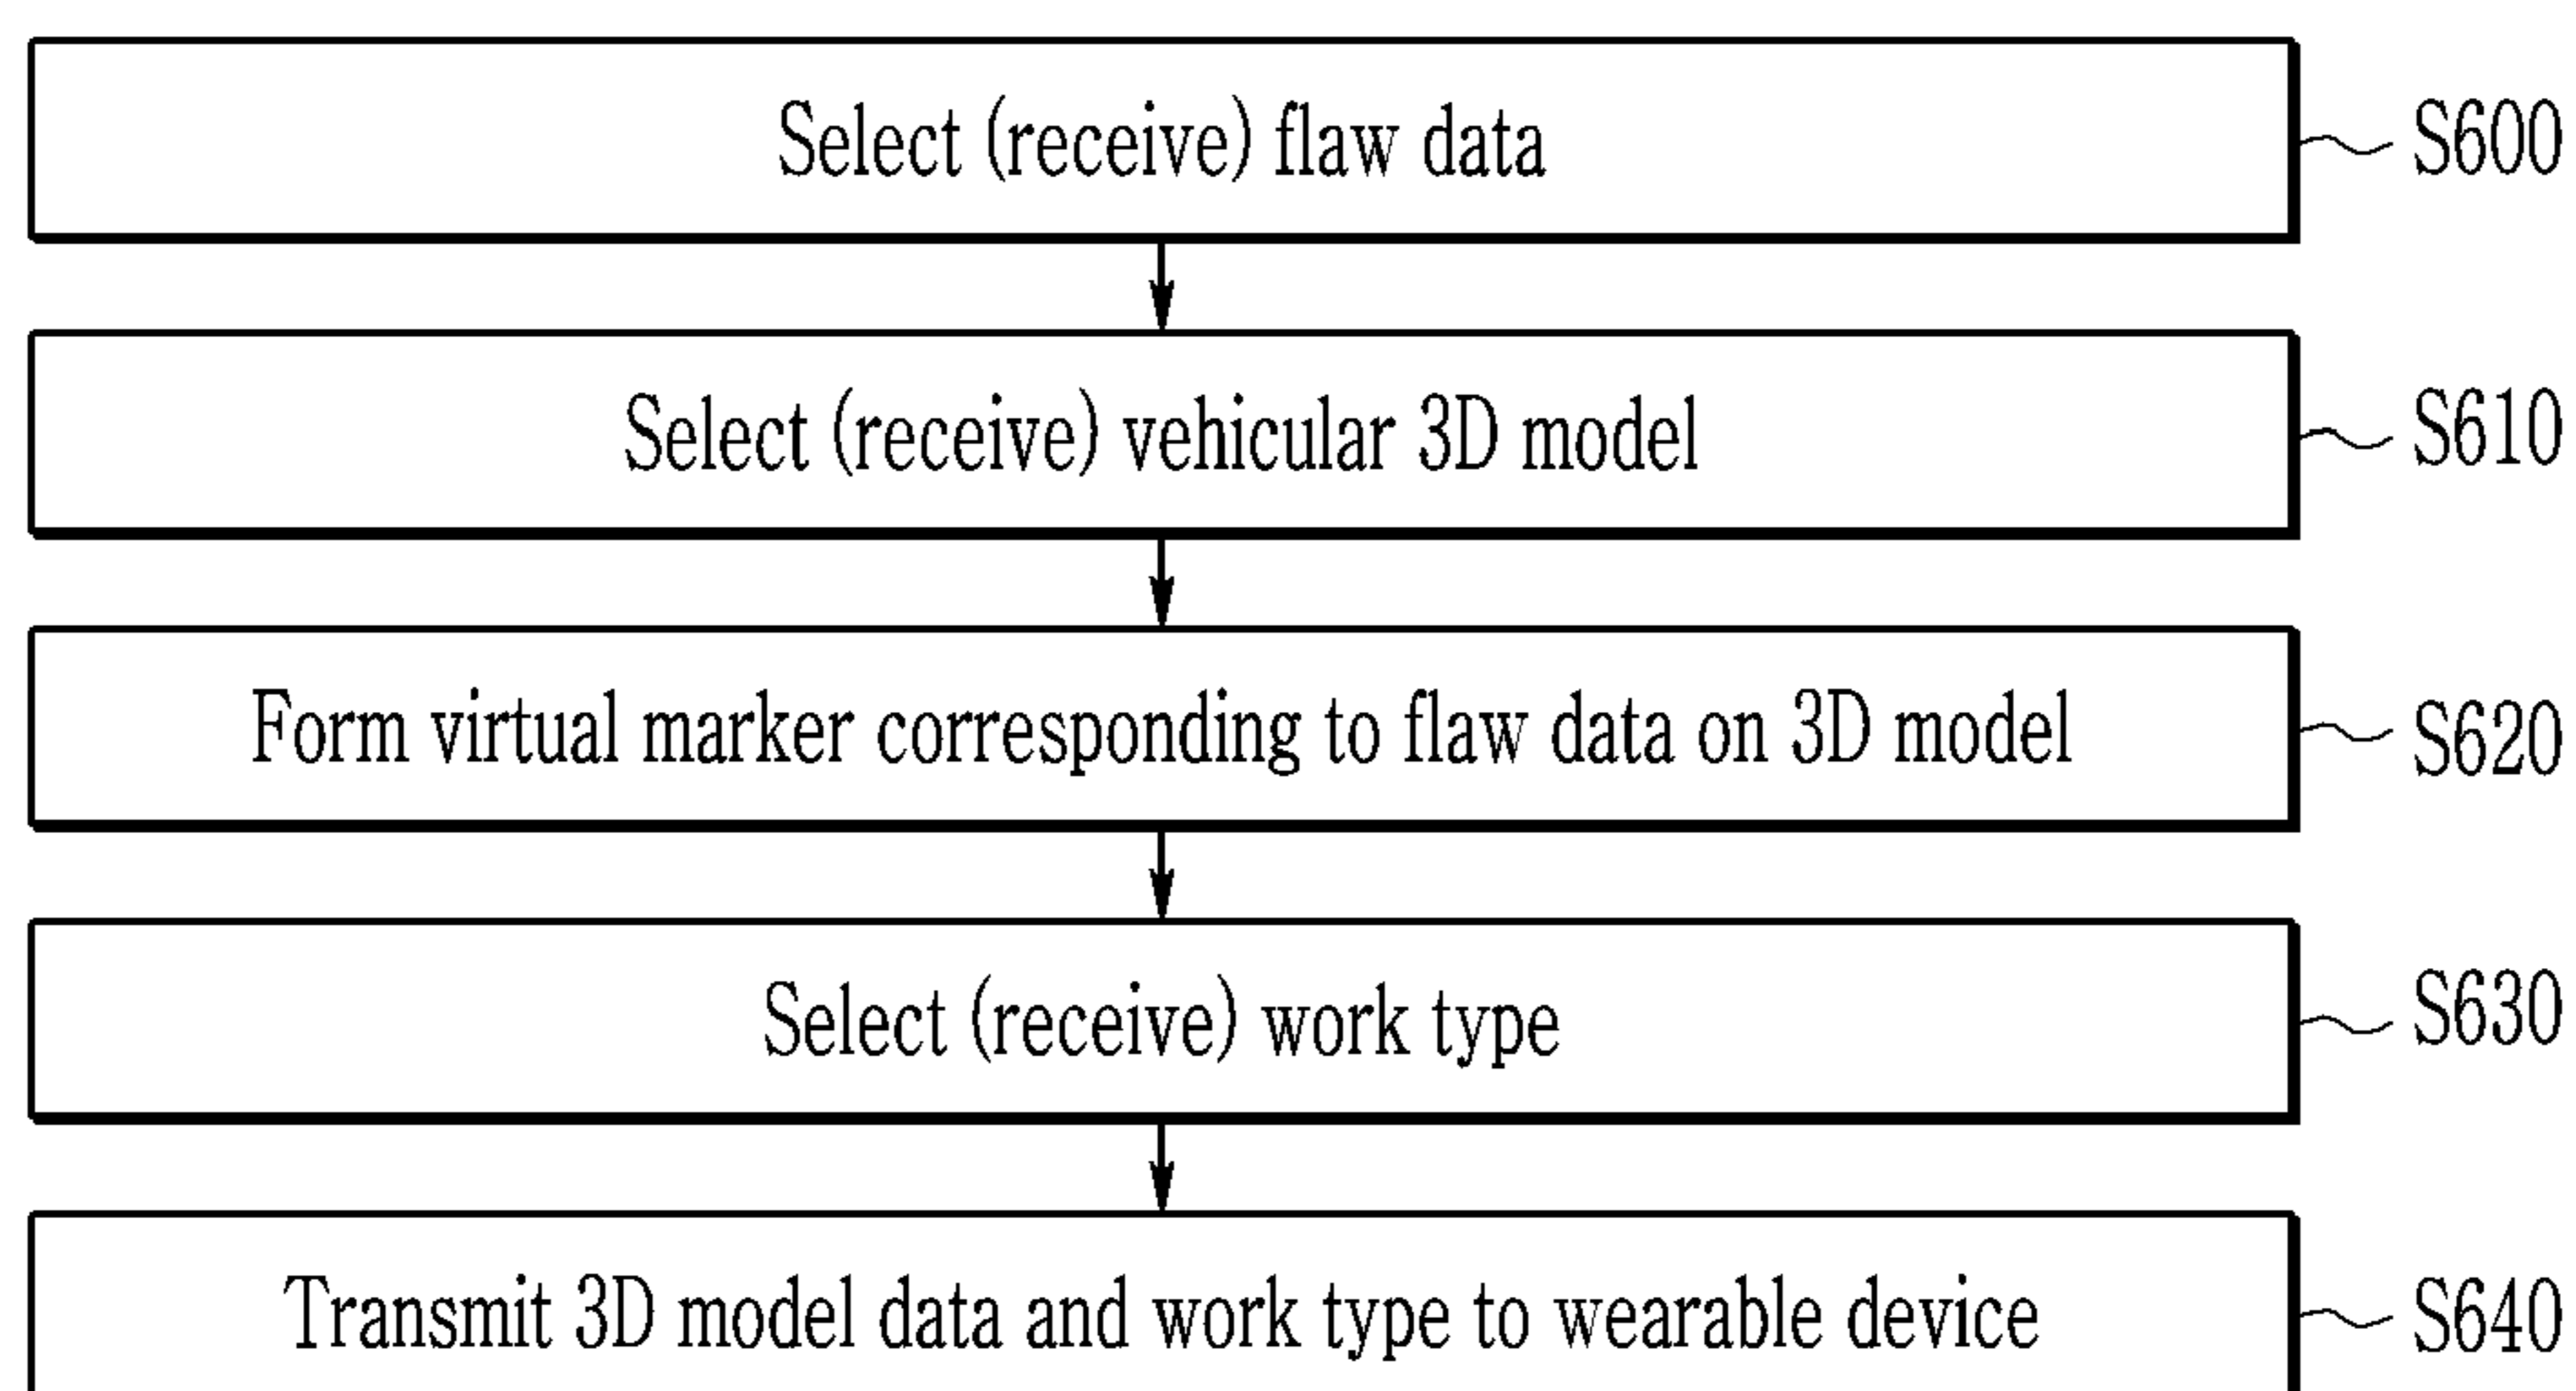 Select (receive) flaw data
S600
Select (receive) vehicular 3D model
S610
Form virtual marker corresponding to flaw data on 3D model
S620
Select (receive) work type
S630
Transmit 3D model data and work type to wearable device
S640